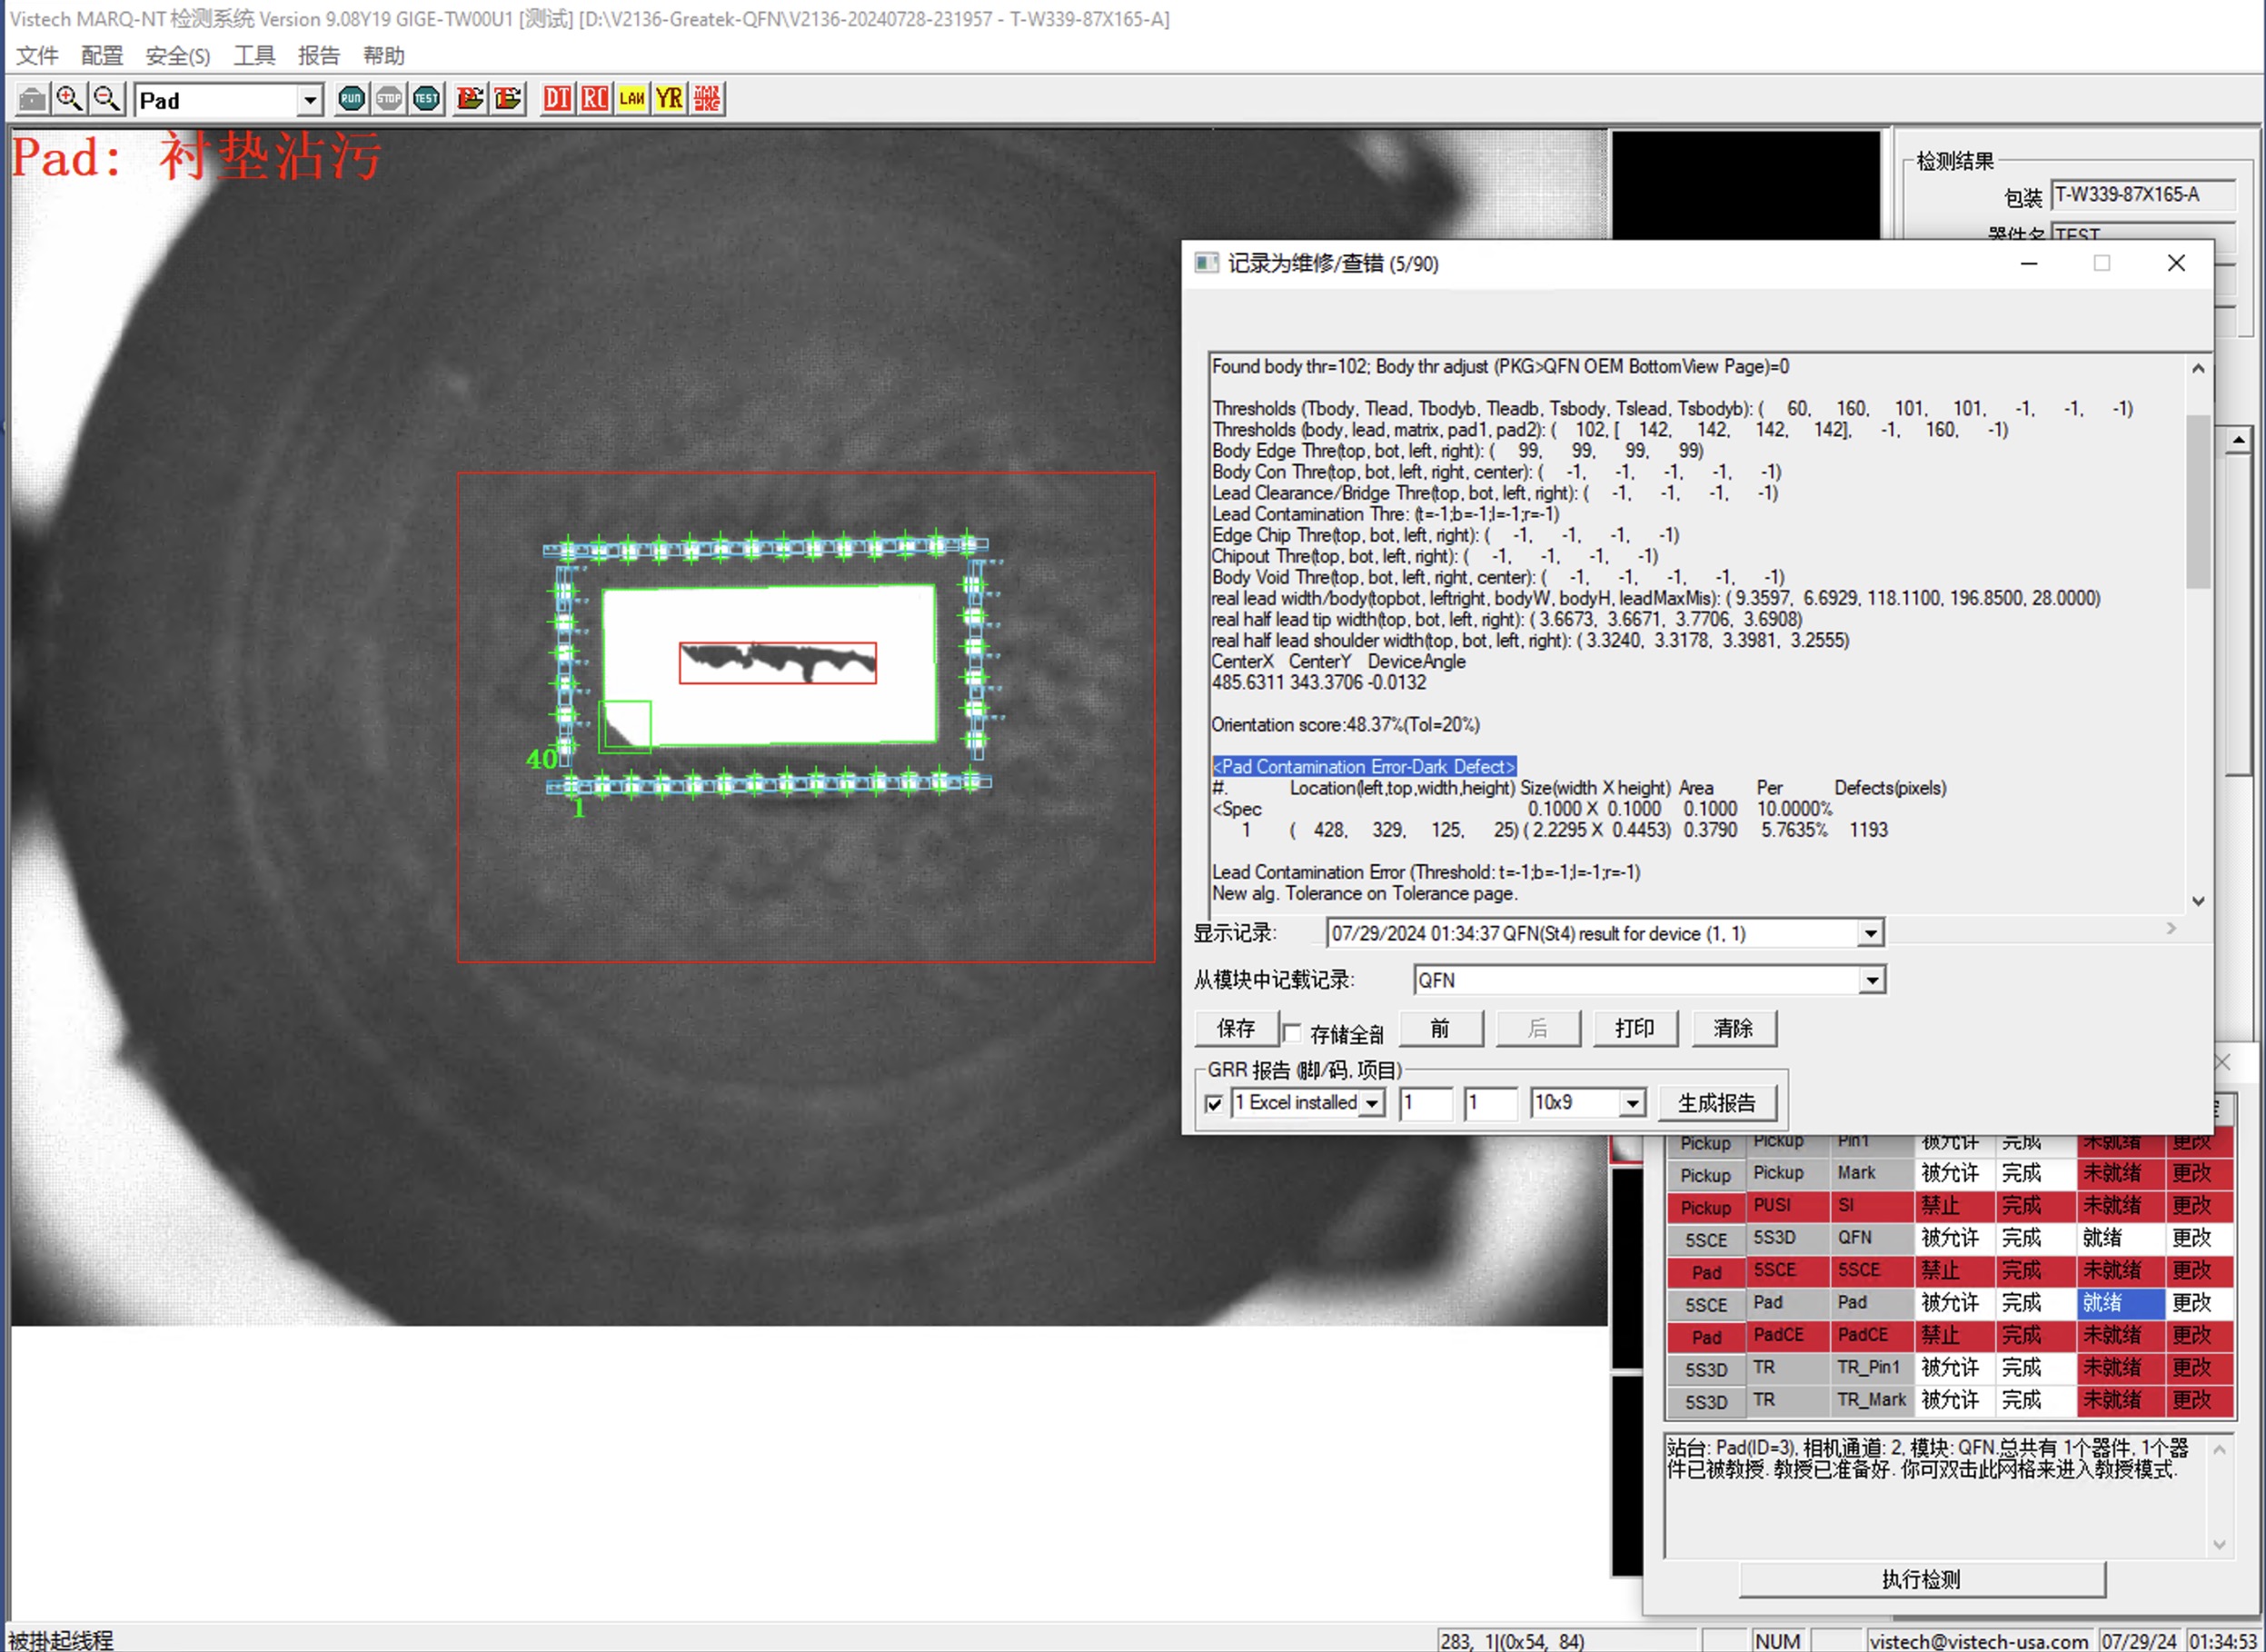 Vistech MARQ-NT 检测系统 Version 9.08Y19 GIGE-TW00U1 [测试] [D:\V2136-Greatek-QFN\V2136-20240728-231957 - T-W339-87X165-A]
文件 配置 安全(S) 工具 报告 帮助
Pad RUN STOP TEST DT RC LAN YR
Pad: 衬垫沾污
40
1
检测结果
包装 T-W339-87X165-A
器件名 TEST
记录为维修/查错 (5/90)
Found body thr=102; Body thr adjust (PKG>QFN OEM BottomView Page)=0
Thresholds (Tbody, Tlead, Tbodyb, Tleadb, Tsbody, Tslead, Tsbodyb): ( 60, 160, 101, 101, -1, -1, -1)
Thresholds (body, lead, matrix, pad1, pad2): ( 102, [ 142, 142, 142, 142], -1, 160, -1)
Body Edge Thre(top, bot, left, right): ( 99, 99, 99, 99)
Body Con Thre(top, bot, left, right, center): ( -1, -1, -1, -1, -1)
Lead Clearance/Bridge Thre(top, bot, left, right): ( -1, -1, -1, -1)
Lead Contamination Thre: (t=-1;b=-1;l=-1;r=-1)
Edge Chip Thre(top, bot, left, right): ( -1, -1, -1, -1)
Chipout Thre(top, bot, left, right): ( -1, -1, -1, -1)
Body Void Thre(top, bot, left, right, center): ( -1, -1, -1, -1, -1)
real lead width/body(topbot, leftright, bodyW, bodyH, leadMaxMis): ( 9.3597, 6.6929, 118.1100, 196.8500, 28.0000)
real half lead tip width(top, bot, left, right): ( 3.6673, 3.6671, 3.7706, 3.6908)
real half lead shoulder width(top, bot, left, right): ( 3.3240, 3.3178, 3.3981, 3.2555)
CenterX CenterY DeviceAngle
485.6311 343.3706 -0.0132
Orientation score:48.37%(Tol=20%)
<Pad Contamination Error-Dark Defect>
#. Location(left,top,width,height) Size(width X height) Area Per Defects(pixels)
<Spec 0.1000 X 0.1000 0.1000 10.0000%
1 ( 428, 329, 125, 25) ( 2.2295 X 0.4453) 0.3790 5.7635% 1193
Lead Contamination Error (Threshold: t=-1;b=-1;l=-1;r=-1)
New alg. Tolerance on Tolerance page.
显示记录: 07/29/2024 01:34:37 QFN(St4) result for device (1, 1)
从模块中记载记录: QFN
保存 存储全部 前 后 打印 清除
GRR 报告 (脚/码, 项目)
1 Excel installed 1 1 10x9 生成报告
Pickup Pickup Pin1 被允许 完成 未就绪 更改
Pickup Pickup Mark 被允许 完成 未就绪 更改
Pickup PUSI SI 禁止 完成 未就绪 更改
5SCE 5S3D QFN 被允许 完成 就绪 更改
Pad 5SCE 5SCE 禁止 完成 未就绪 更改
5SCE Pad Pad 被允许 完成 就绪 更改
Pad PadCE PadCE 禁止 完成 未就绪 更改
5S3D TR TR_Pin1 被允许 完成 未就绪 更改
5S3D TR TR_Mark 被允许 完成 未就绪 更改
站台: Pad(ID=3), 相机通道: 2, 模块: QFN.总共有 1个器件, 1个器
件已被教授. 教授已准备好. 你可双击此网格来进入教授模式.
执行检测
被掛起线程 283, 1|(0x54, 84) NUM vistech@vistech-usa.com 07/29/24 01:34:53